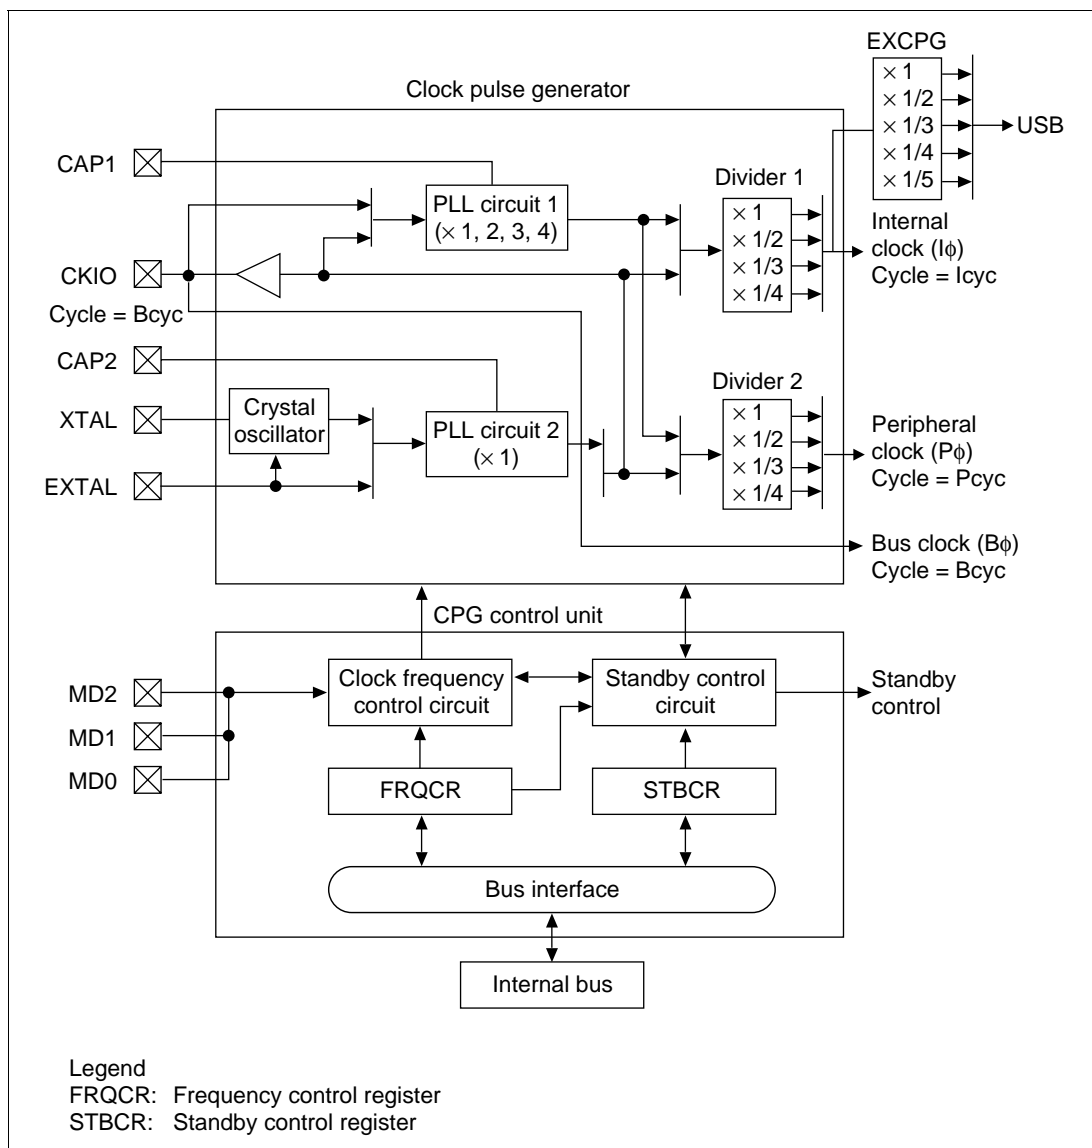 EXCPG
× 1
× 1/2
× 1/3
× 1/4
× 1/5
USB
Clock pulse generator
CAP1
CKIO
Cycle = Bcyc
CAP2
XTAL
EXTAL
Crystal
oscillator
PLL circuit 1
(× 1, 2, 3, 4)
PLL circuit 2
(× 1)
Divider 1
× 1
× 1/2
× 1/3
× 1/4
Internal
clock (Iϕ)
Cycle = Icyc
Divider 2
× 1
× 1/2
× 1/3
× 1/4
Peripheral
clock (Pϕ)
Cycle = Pcyc
Bus clock (Bϕ)
Cycle = Bcyc
CPG control unit
MD2
MD1
MD0
Clock frequency
control circuit
Standby control
circuit
Standby
control
FRQCR
STBCR
Bus interface
Internal bus
Legend
FRQCR: Frequency control register
STBCR: Standby control register